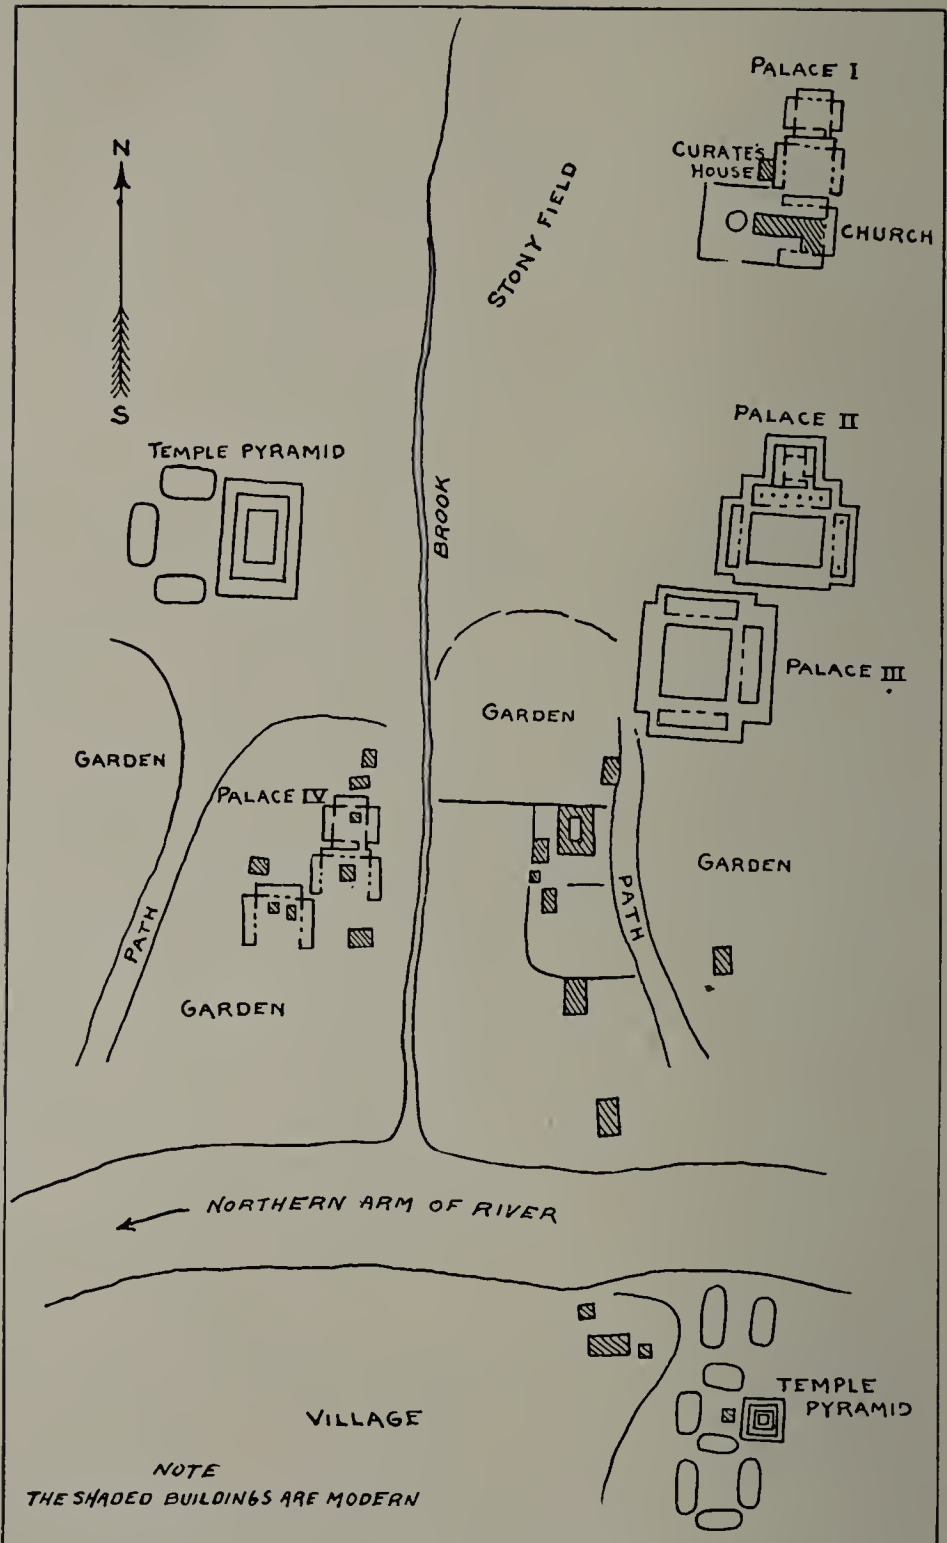 PALACE I
N
CURATE'S
HOUSE
STONY FIELD
CHURCH
S
PALACE II
TEMPLE PYRAMID
BROOK
PALACE III
GARDEN
GARDEN
PALACE IV
GARDEN
PATH
PATH
GARDEN
NORTHERN ARM OF RIVER
TEMPLE
PYRAMID
VILLAGE
NOTE
THE SHADED BUILDINGS ARE MODERN